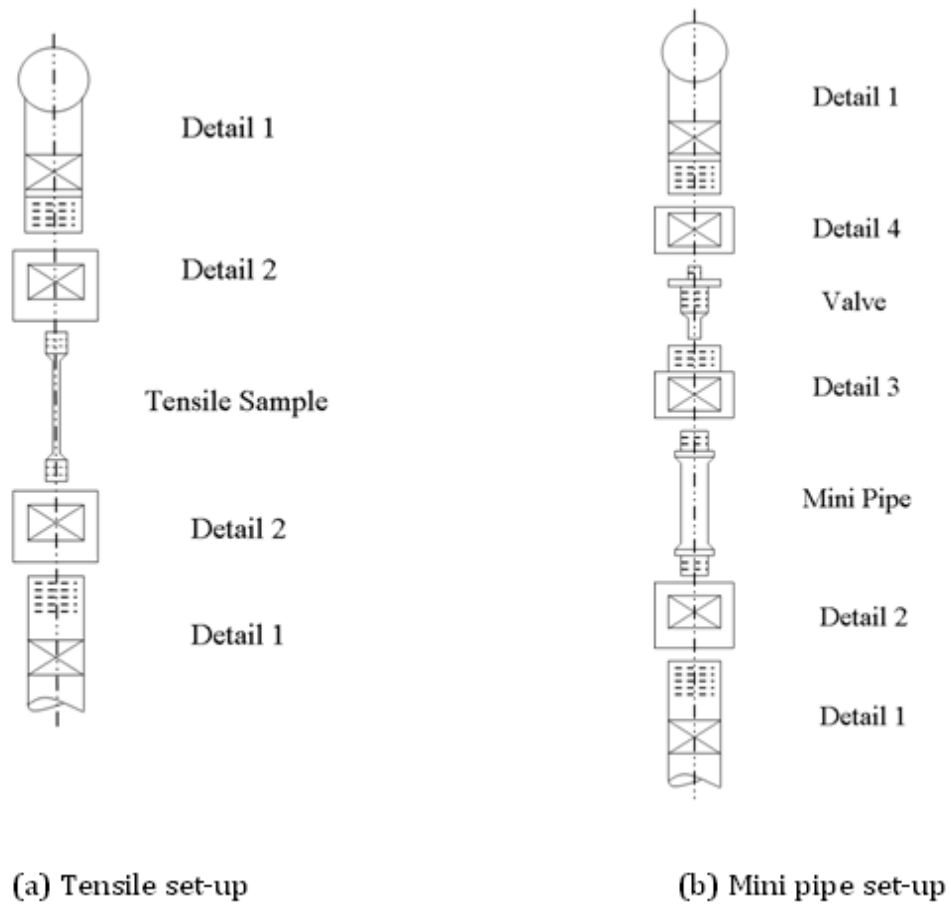 Detail 1
Detail 2
Tensile Sample
Detail 2
Detail 1
(a) Tensile set-up
Detail 1
Detail 4
Valve
Detail 3
Mini Pipe
Detail 2
Detail 1
(b) Mini pipe set-up